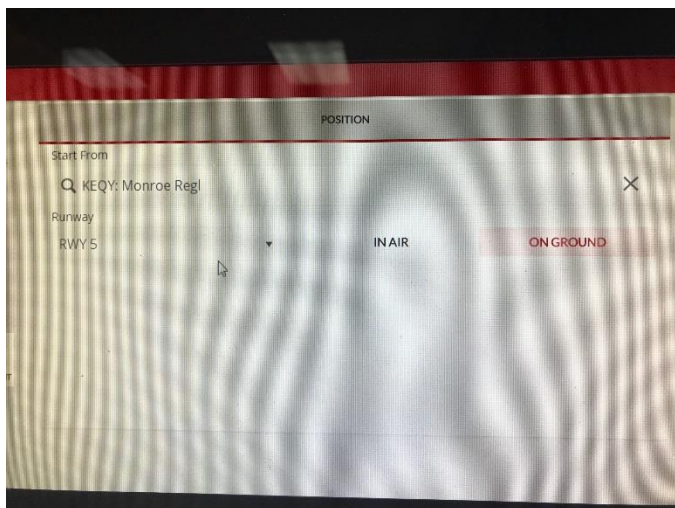 POSITION
Start From
KEQY: Monroe Regl
Runway
RWY 5 IN AIR ON GROUND